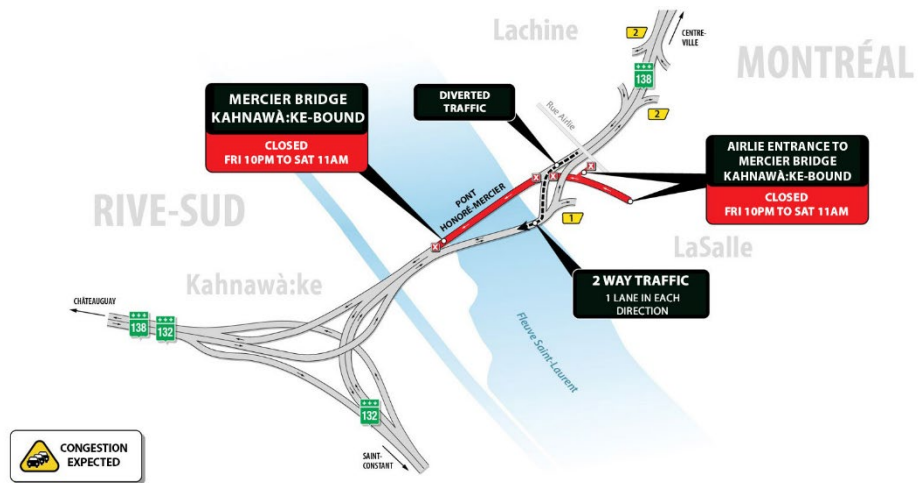 Lachine
2
CENTRE-
VILLE
MONTRÉAL
138
MERCIER BRIDGE
KAHNAWÀ:KE-BOUND
CLOSED
FRI 10PM TO SAT 11AM
DIVERTED
TRAFFIC
Rue Airlie
2
AIRLIE ENTRANCE TO
MERCIER BRIDGE
KAHNAWÀ:KE-BOUND
CLOSED
FRI 10PM TO SAT 11AM
RIVE-SUD
PONT
HONORÉ-MERCIER
1
LaSalle
Kahnawà:ke
2 WAY TRAFFIC
1 LANE IN EACH
DIRECTION
CHÂTEAUGUAY
138
132
Fleuve Saint-Laurent
132
CONGESTION
EXPECTED
SAINT-
CONSTANT